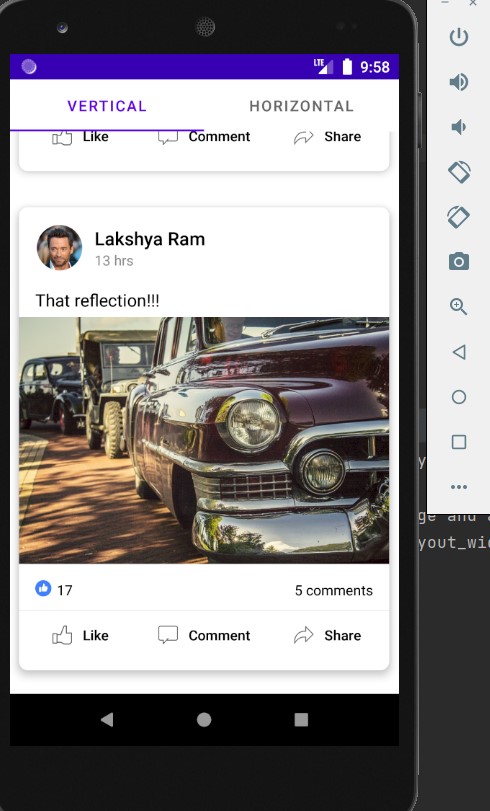 LTE 9:58
VERTICAL HORIZONTAL
Like Comment Share
Lakshya Ram
13 hrs
That reflection!!!
17 5 comments
Like Comment Share
ge and a
yout_wid